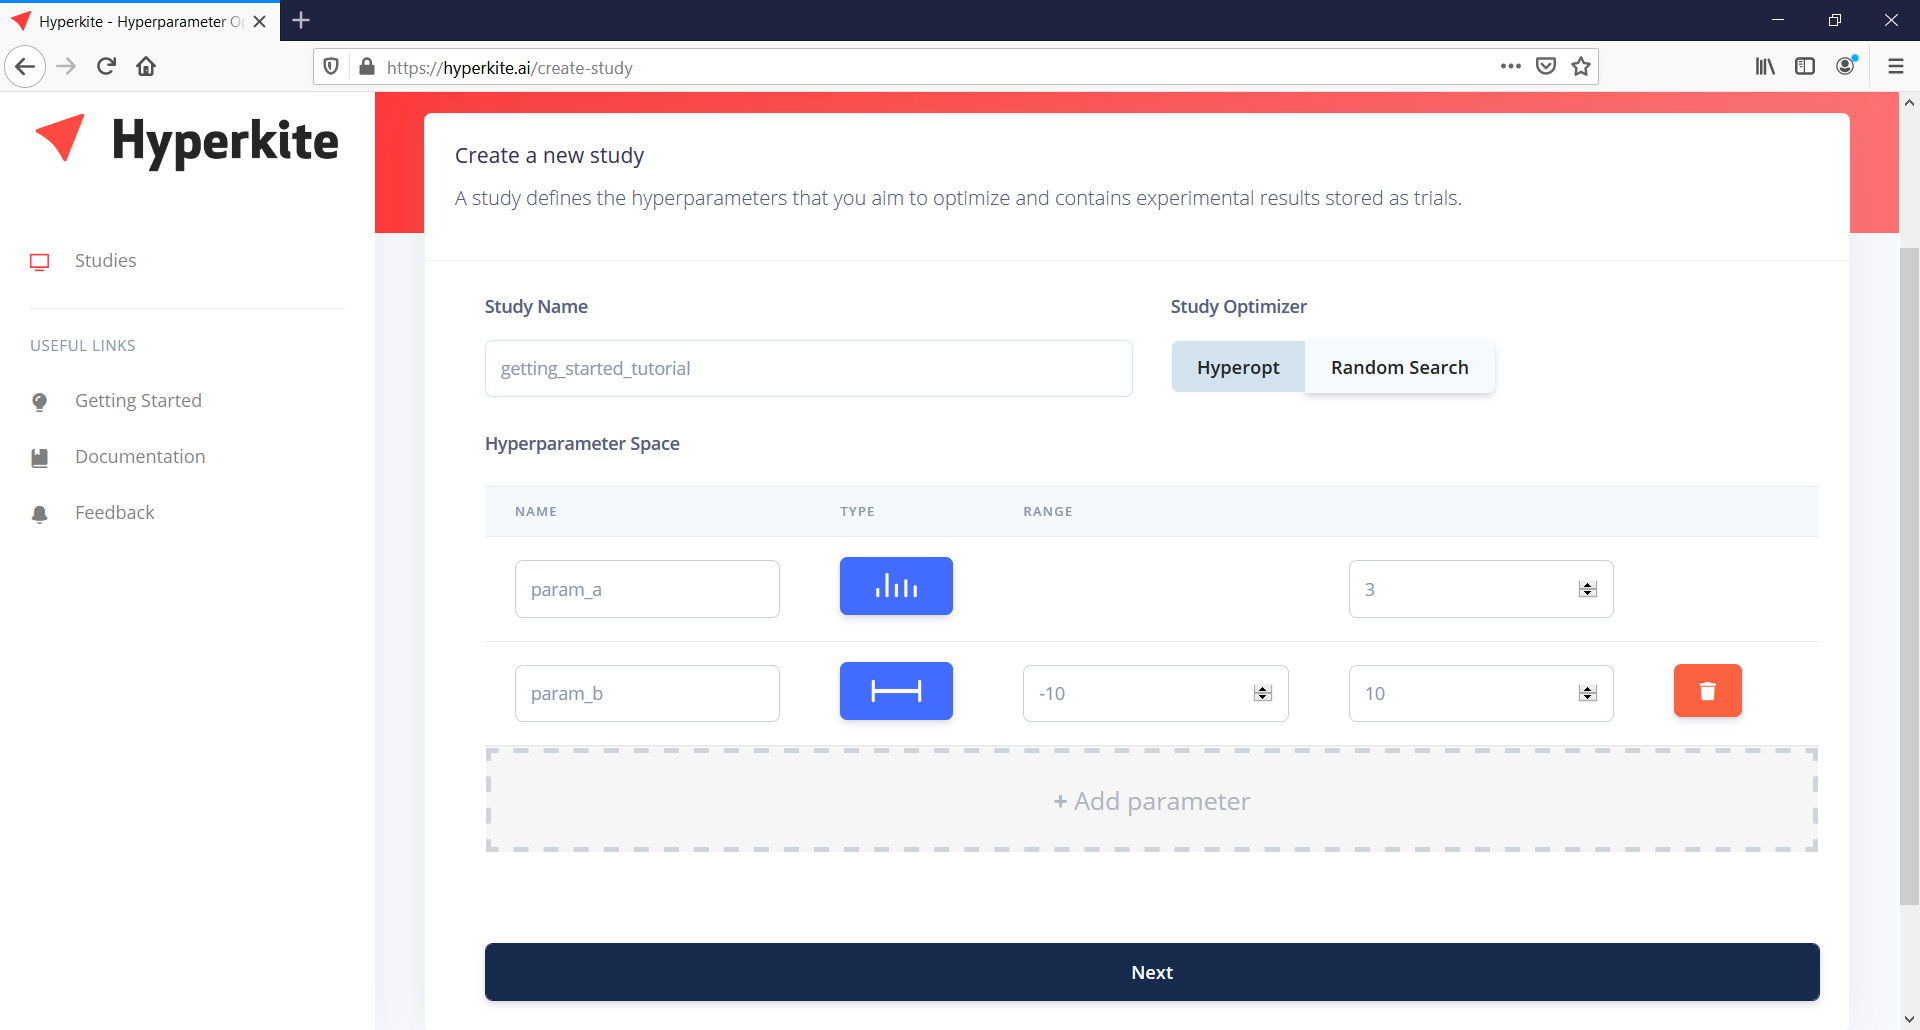 Hyperkite - Hyperparameter Op
https://hyperkite.ai/create-study
Hyperkite
Studies
USEFUL LINKS
Getting Started
Documentation
Feedback
Create a new study
A study defines the hyperparameters that you aim to optimize and contains experimental results stored as trials.
Study Name
Study Optimizer
getting_started_tutorial
Hyperopt
Random Search
Hyperparameter Space
NAME TYPE RANGE
param_a 3
param_b -10 10
+ Add parameter
Next